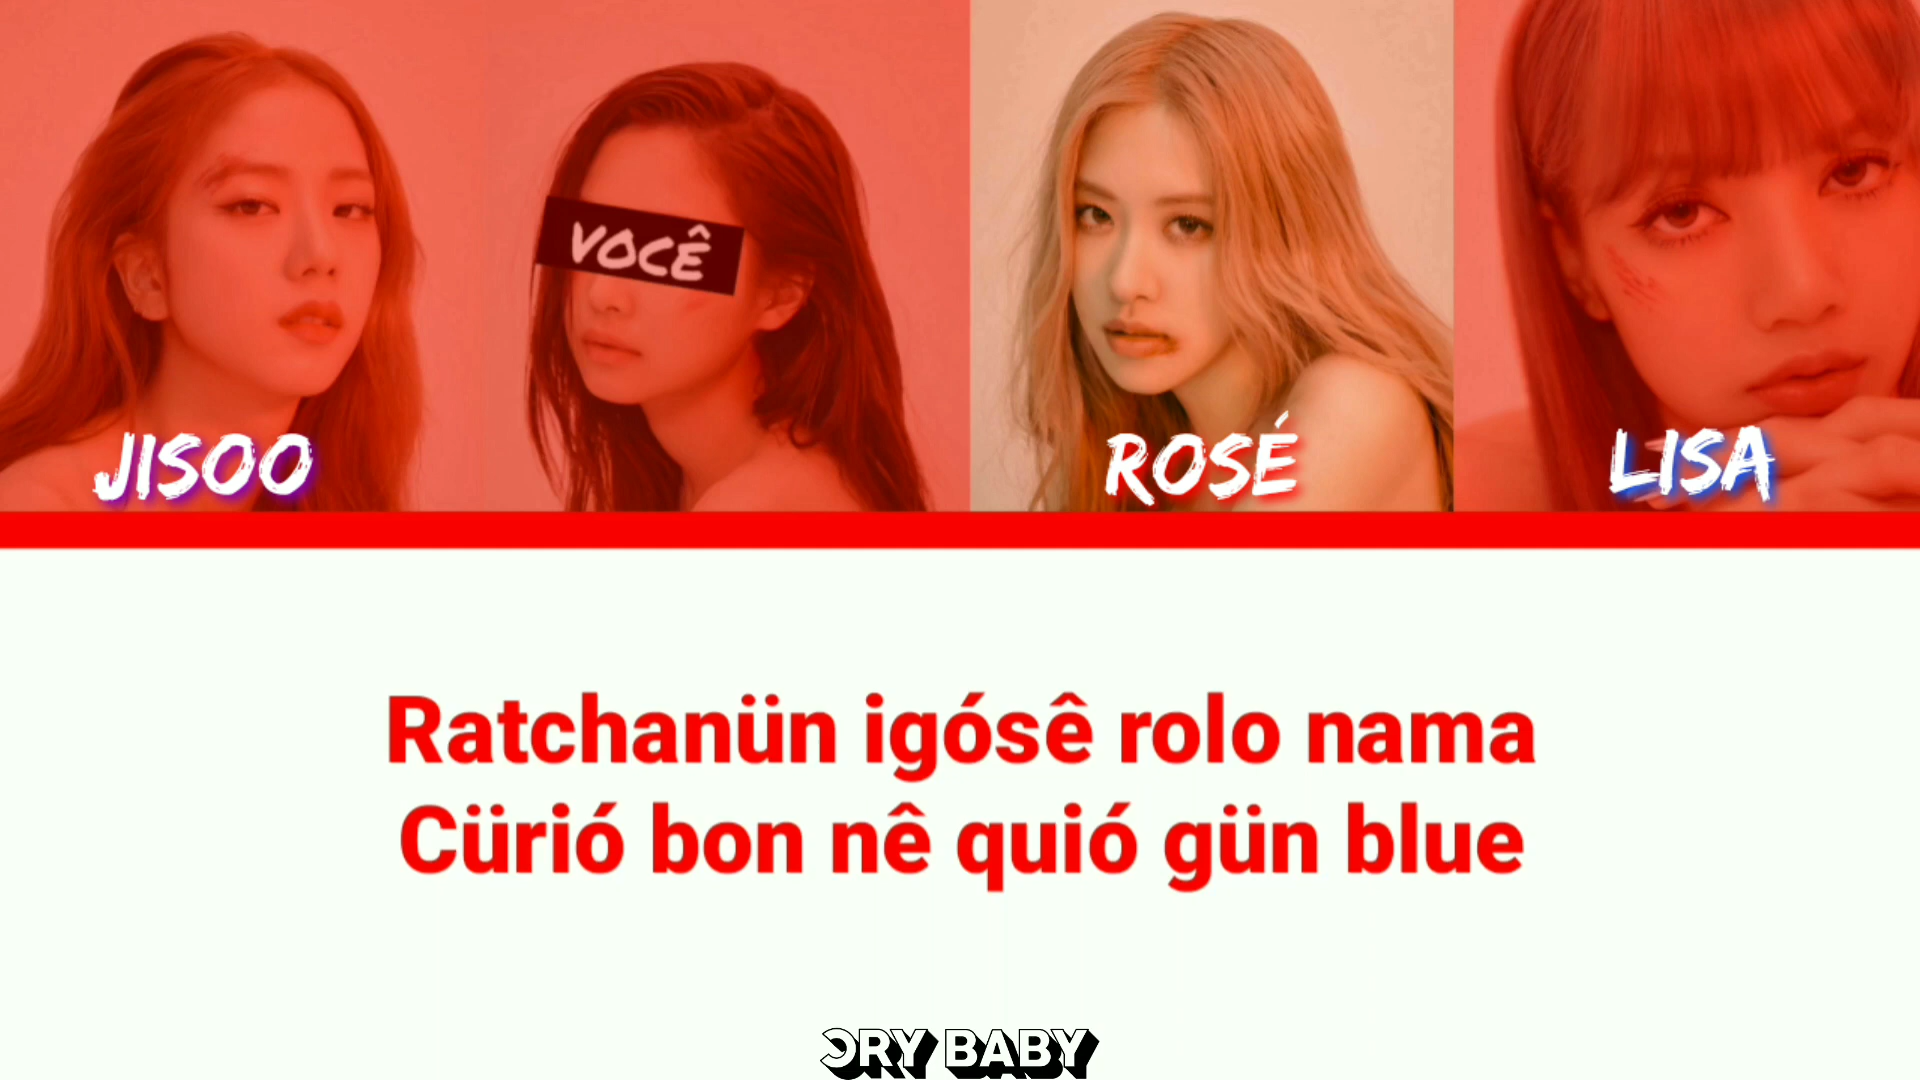 VOCÊ
JISOO
ROSÉ
LISA
Ratchanün igósê rolo nama
Cürió bon nê quió gün blue
CRY BABY